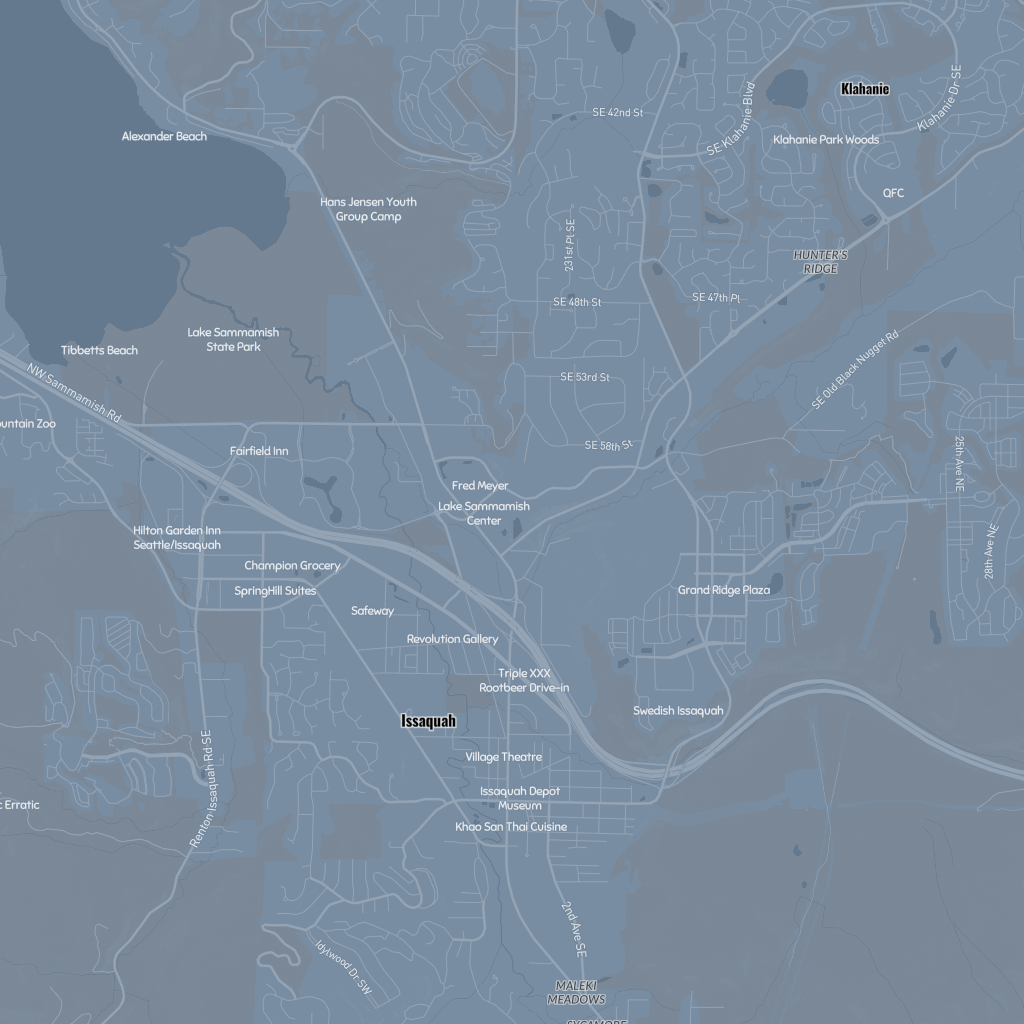 Klahanie
SE 42nd St
SE Klahanie Blvd
Klahanie Dr SE
Alexander Beach
Klahanie Park Woods
QFC
Hans Jensen Youth
Group Camp
231st Pl SE
HUNTER'S
RIDGE
SE 48th St
SE 47th Pl
Lake Sammamish
State Park
Tibbetts Beach
NW Sammamish Rd
SE 53rd St
SE Old Black Nugget Rd
untain Zoo
Fairfield Inn
SE 58th St
25th Ave NE
Fred Meyer
Lake Sammamish
Center
Hilton Garden Inn
Seattle/Issaquah
28th Ave NE
Champion Grocery
SpringHill Suites
Grand Ridge Plaza
Safeway
Revolution Gallery
Triple XXX
Rootbeer Drive-in
Swedish Issaquah
Issaquah
Renton Issaquah Rd SE
Village Theatre
Issaquah Depot
Museum
Erratic
Khao San Thai Cuisine
2nd Ave SE
Idylwood Dr SW
MALEKI
MEADOWS
SYCAMORE